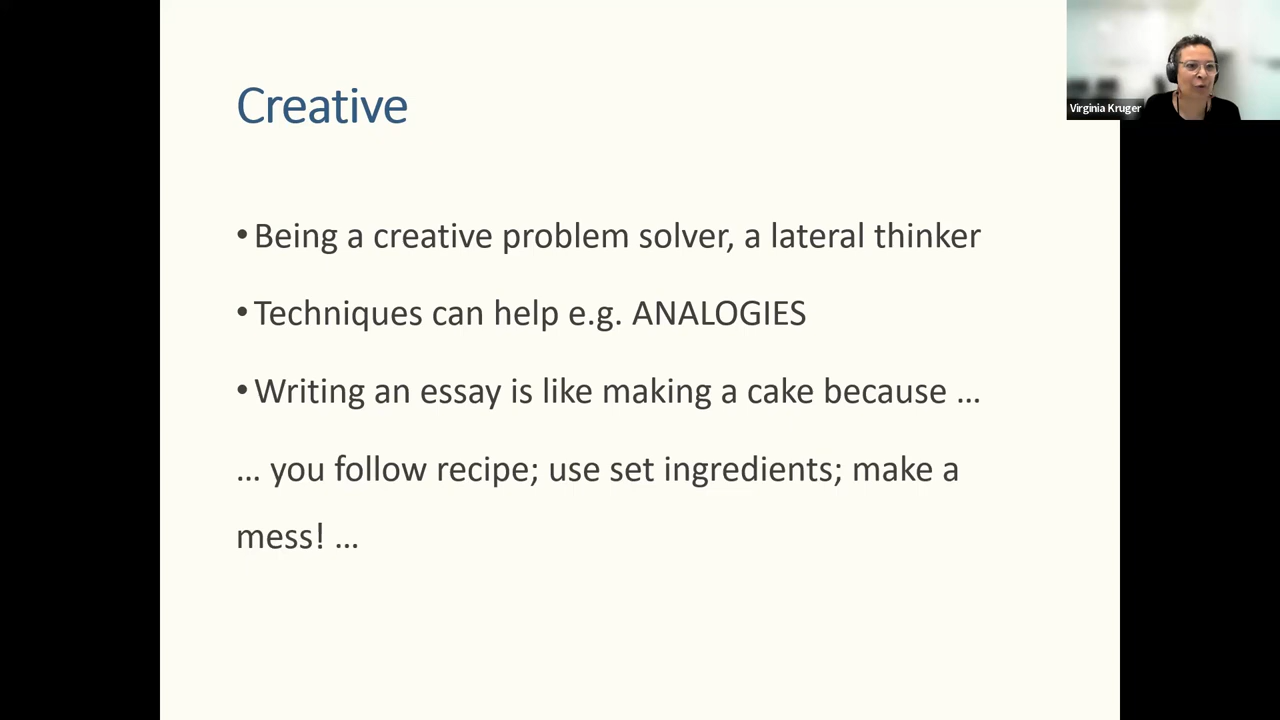 Creative
• Being a creative problem solver, a lateral thinker
• Techniques can help e.g. ANALOGIES
• Writing an essay is like making a cake because …
… you follow recipe; use set ingredients; make a
mess! …
Virginia Kruger